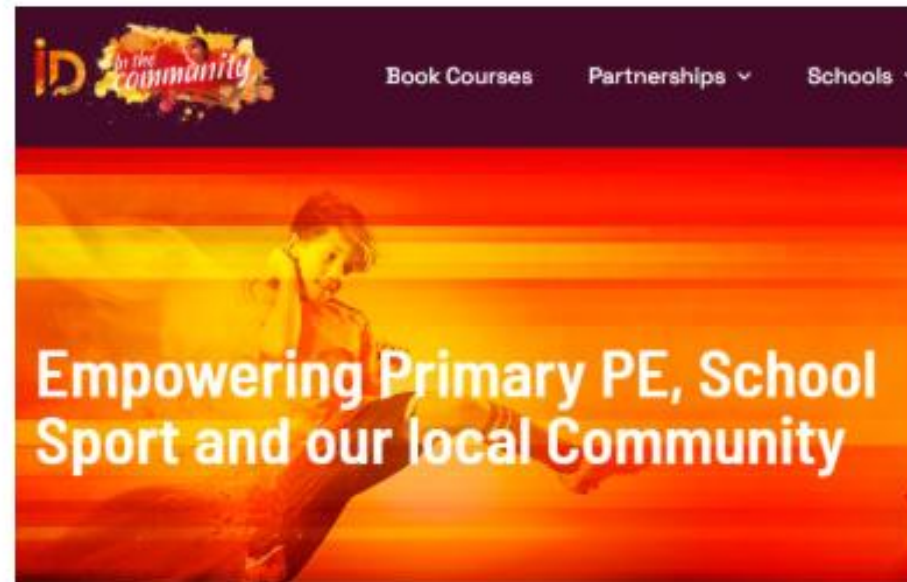 iD
in the
community
Book Courses
Partnerships
Schools
Empowering Primary PE, School
Sport and our local Community